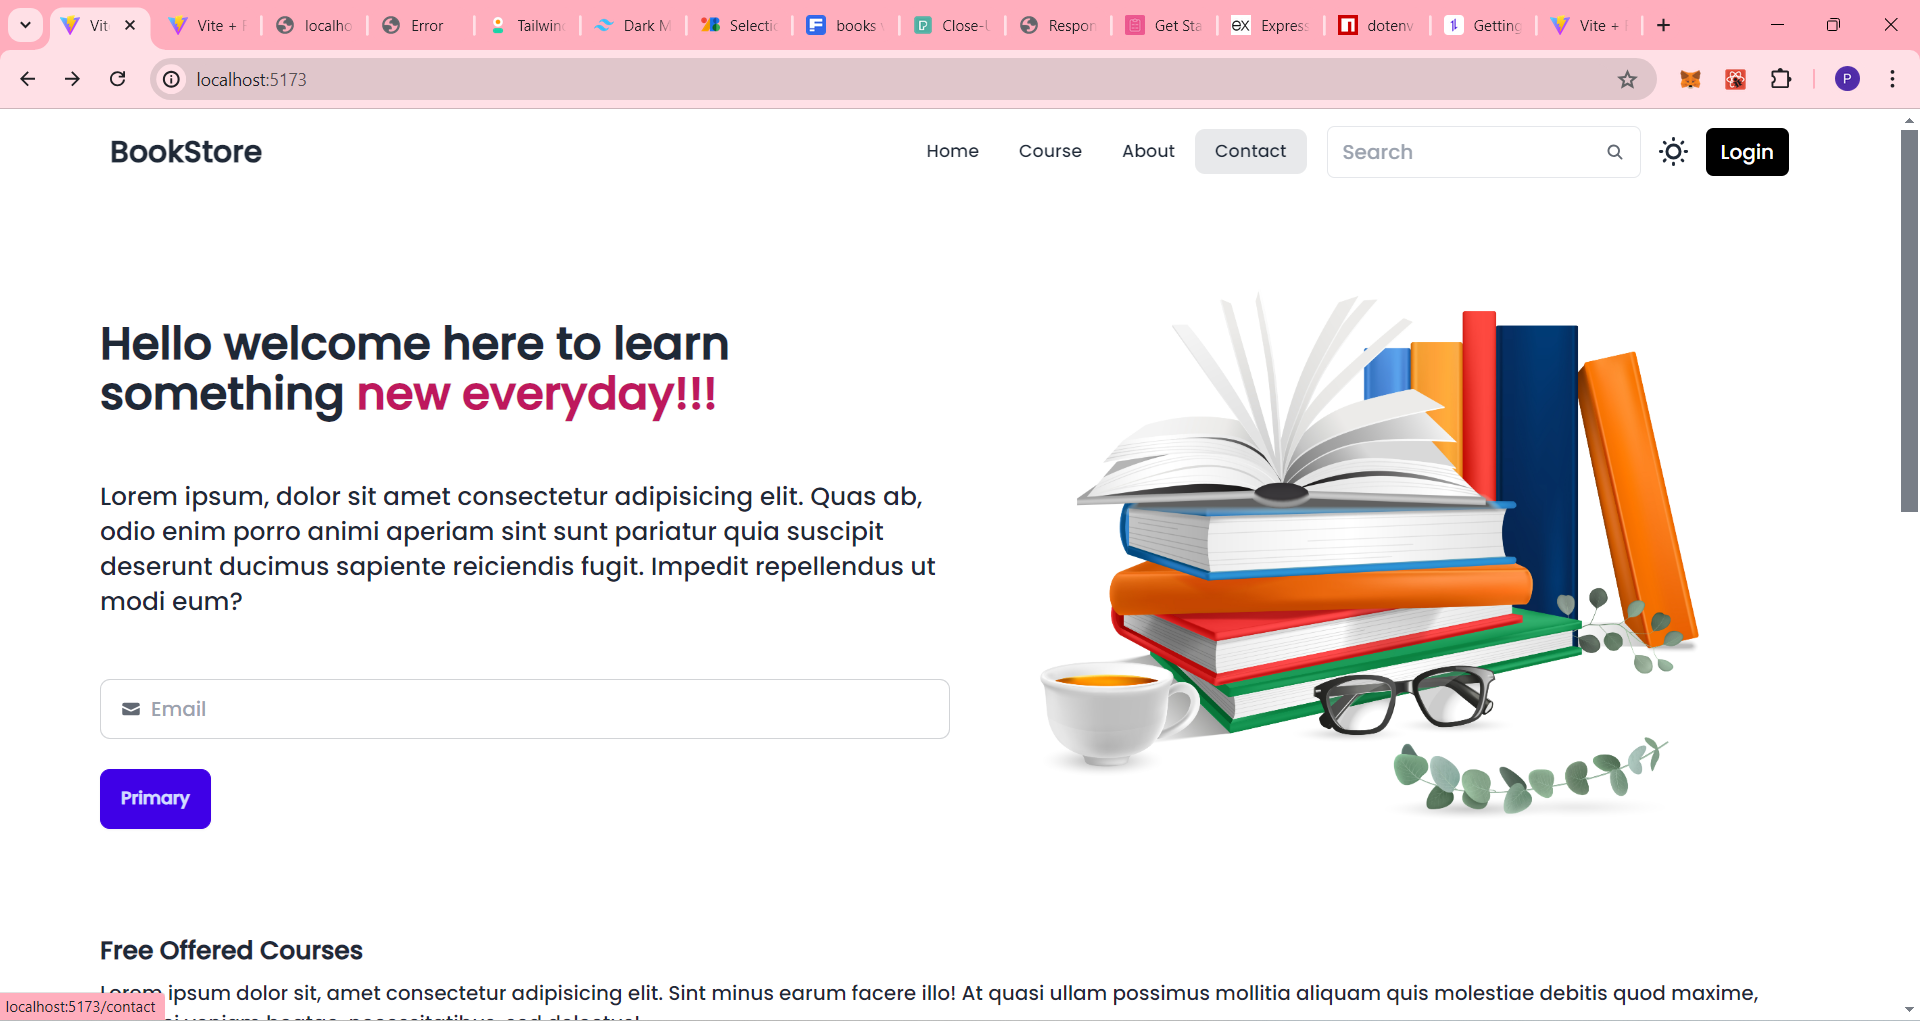 Vit
Vite + F
localho
Error
Tailwin
Dark M
Selectio
books v
Close-U
Respon
Get Sta
ex
Express
n
dotenv
Getting
Vite + F
localhost:5173
P
BookStore
Home
Course
About
Contact
Search
Login
Hello welcome here to learn
something new everyday!!!
Lorem ipsum, dolor sit amet consectetur adipisicing elit. Quas ab,
odio enim porro animi aperiam sint sunt pariatur quia suscipit
deserunt ducimus sapiente reiciendis fugit. Impedit repellendus ut
modi eum?
Email
Primary
Free Offered Courses
Lorem ipsum dolor sit, amet consectetur adipisicing elit. Sint minus earum facere illo! At quasi ullam possimus mollitia aliquam quis molestiae debitis quod maxime,
localhost:5173/contact